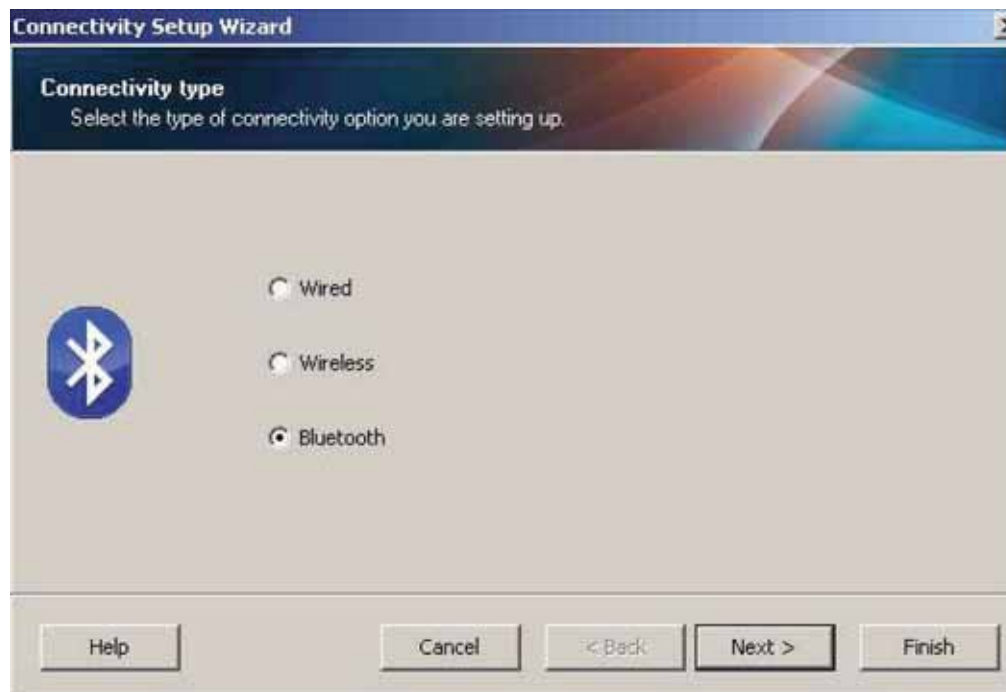 Connectivity Setup Wizard
Connectivity type
Select the type of connectivity option you are setting up.
Wired
Wireless
Bluetooth
Help
Cancel
< Back
Next >
Finish